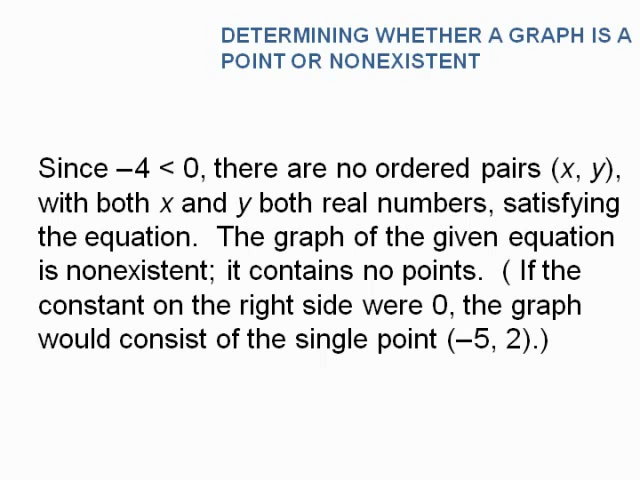 DETERMINING WHETHER A GRAPH IS A
POINT OR NONEXISTENT
Since –4 < 0, there are no ordered pairs (x, y),
with both x and y both real numbers, satisfying
the equation.  The graph of the given equation
is nonexistent; it contains no points.  ( If the
constant on the right side were 0, the graph
would consist of the single point (–5, 2).)